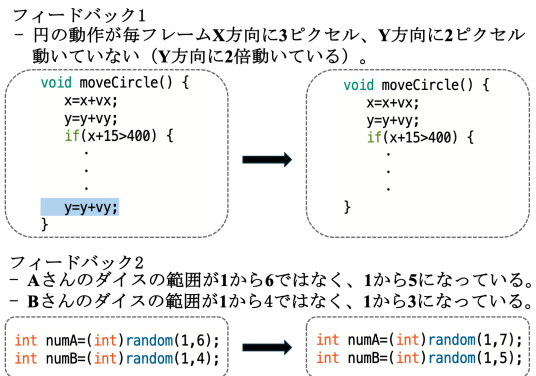 フィードバック1
- 円の動作が毎フレームX方向に3ピクセル、Y方向に2ピクセル
動いていない（Y方向に2倍動いている）。
void moveCircle() {
x=x+vx;
y=y+vy;
if(x+15>400) {
.
.
.
y=y+vy;
}
void moveCircle() {
x=x+vx;
y=y+vy;
if(x+15>400) {
.
.
.
}
フィードバック2
- Aさんのダイスの範囲が1から6ではなく、1から5になっている。
- Bさんのダイスの範囲が1から4ではなく、1から3になっている。
int numA=(int)random(1,6);
int numB=(int)random(1,4);
int numA=(int)random(1,7);
int numB=(int)random(1,5);